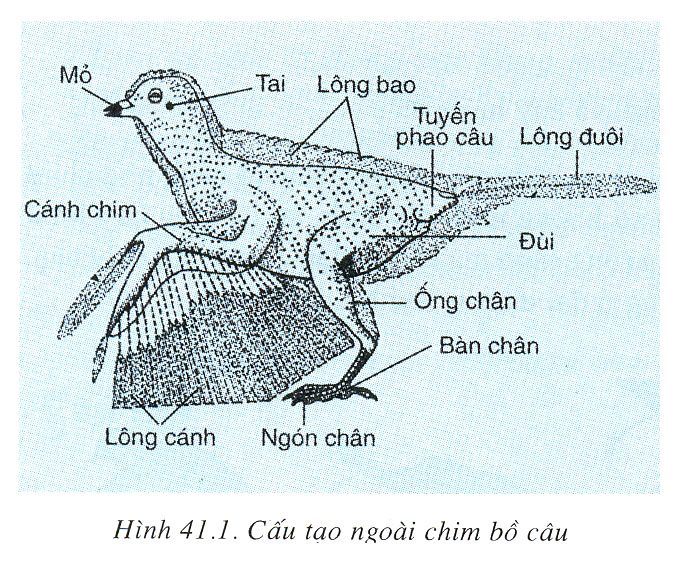 Mỏ
Tai
Lông bao
Tuyến
phao câu
Lông đuôi
Cánh chim
Đùi
Ống chân
Bàn chân
Lông cánh
Ngón chân
Hình 41.1. Cấu tạo ngoài chim bồ câu